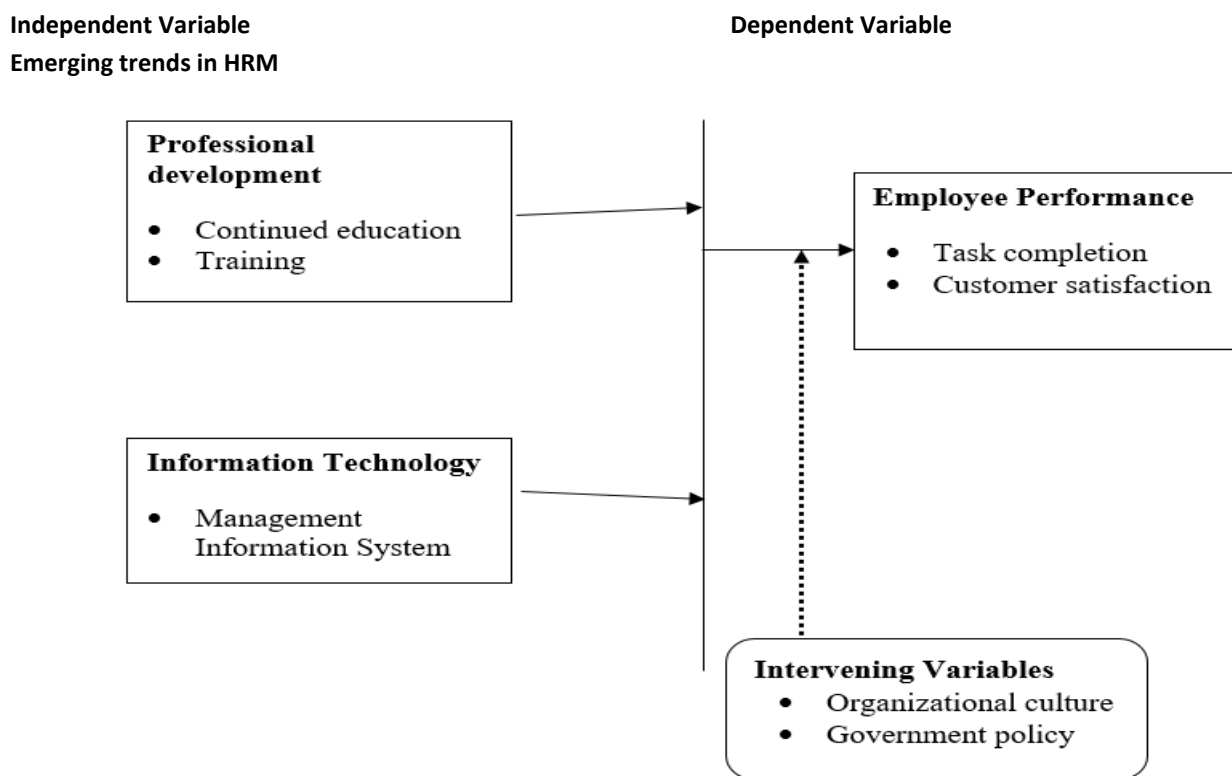 Independent Variable
Dependent Variable
Emerging trends in HRM
Professional
development
• Continued education
• Training
Employee Performance
• Task completion
• Customer satisfaction
Information Technology
• Management
Information System
Intervening Variables
• Organizational culture
• Government policy